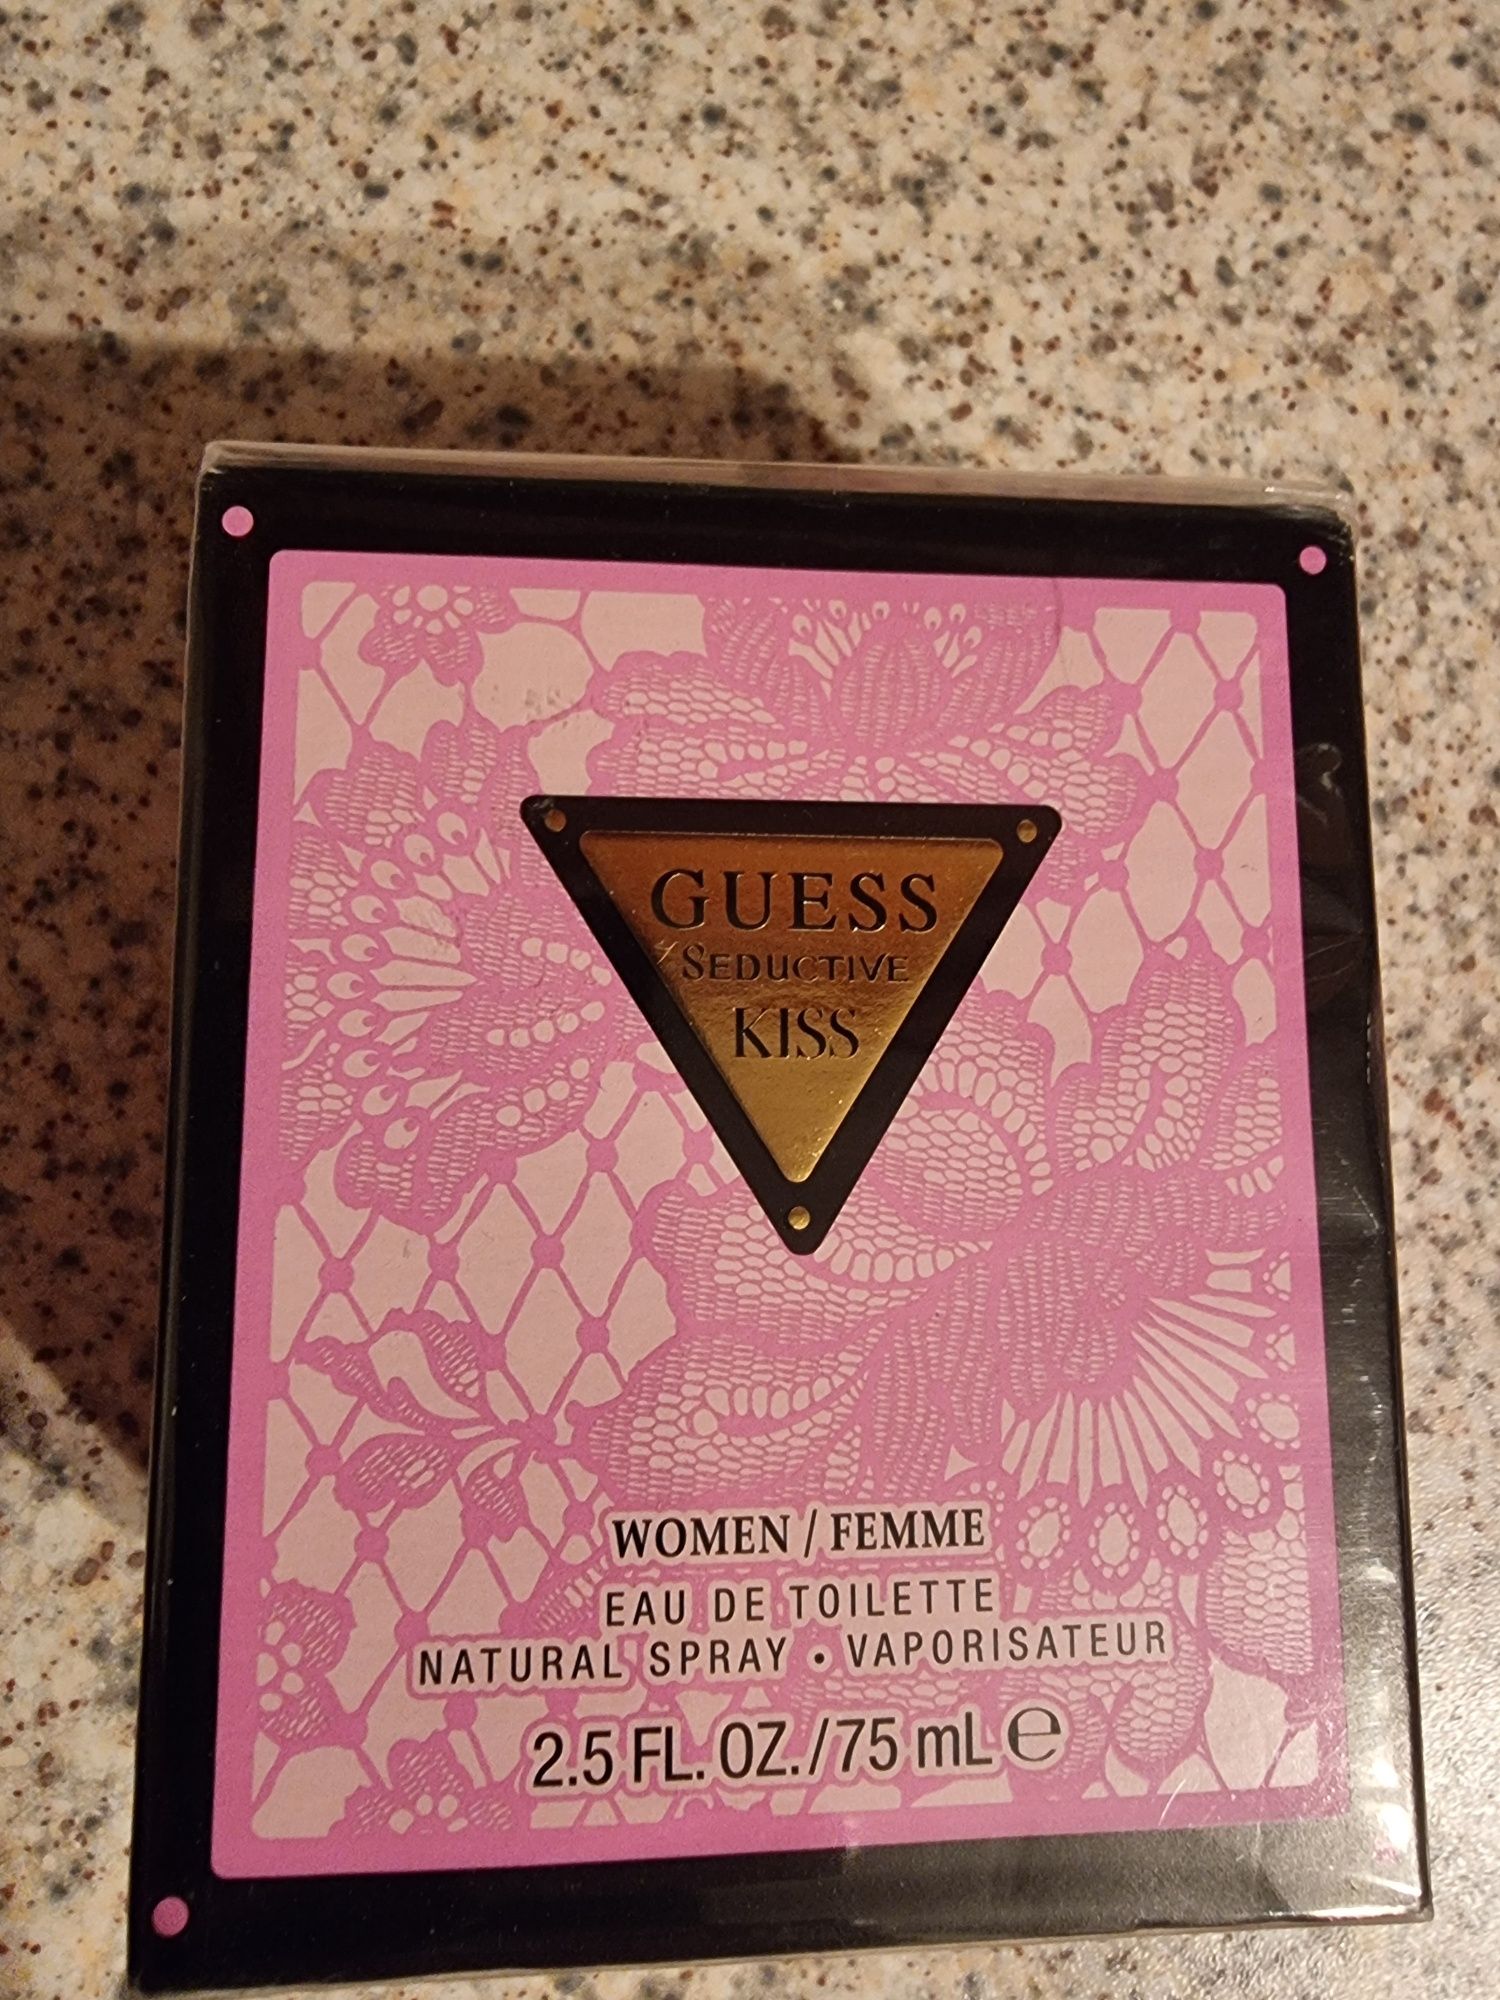 GUESS
SEDUCTIVE
KISS
WOMEN / FEMME
EAU DE TOILETTE
NATURAL SPRAY • VAPORISATEUR
2.5 FL. OZ./75 mL ℮